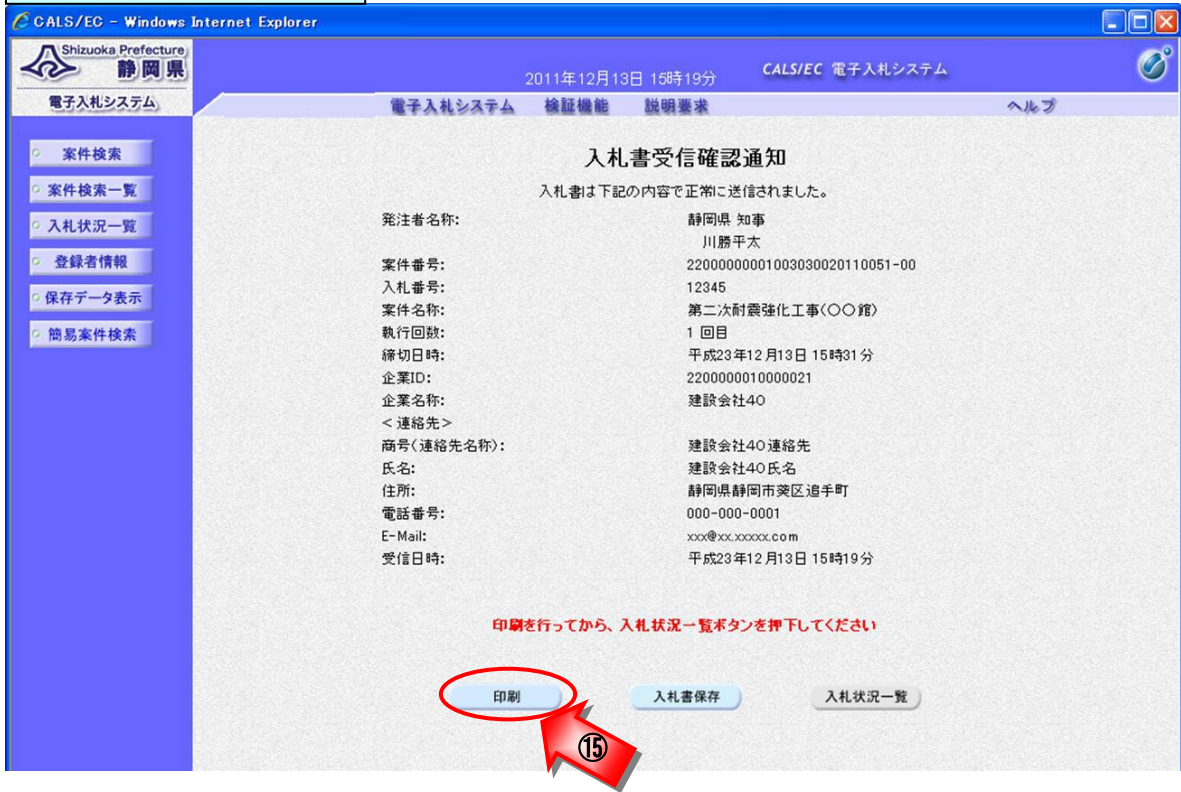 CALS/EC - Windows Internet Explorer
Shizuoka Prefecture
静岡県
2011年12月13日 15時19分
CALS/EC 電子入札システム
電子入札システム
電子入札システム 検証機能 説明要求 ヘルプ
案件検索
案件検索一覧
入札状況一覧
登録者情報
保存データ表示
簡易案件検索
入札書受信確認通知
入札書は下記の内容で正常に送信されました。
発注者名称: 静岡県 知事
川勝平太
案件番号: 22000000001003030020110051-00
入札番号: 12345
案件名称: 第二次耐震強化工事(〇〇館)
執行回数: 1 回目
締切日時: 平成23年12月13日 15時31分
企業ID: 2200000010000021
企業名称: 建設会社40
<連絡先>
商号(連絡先名称): 建設会社40連絡先
氏名: 建設会社40氏名
住所: 静岡県静岡市葵区追手町
電話番号: 000-000-0001
E-Mail: xxx@xx.xxxxx.com
受信日時: 平成23年12月13日 15時19分
印刷を行ってから、入札状況一覧ボタンを押下してください
印刷 入札書保存 入札状況一覧
⑮